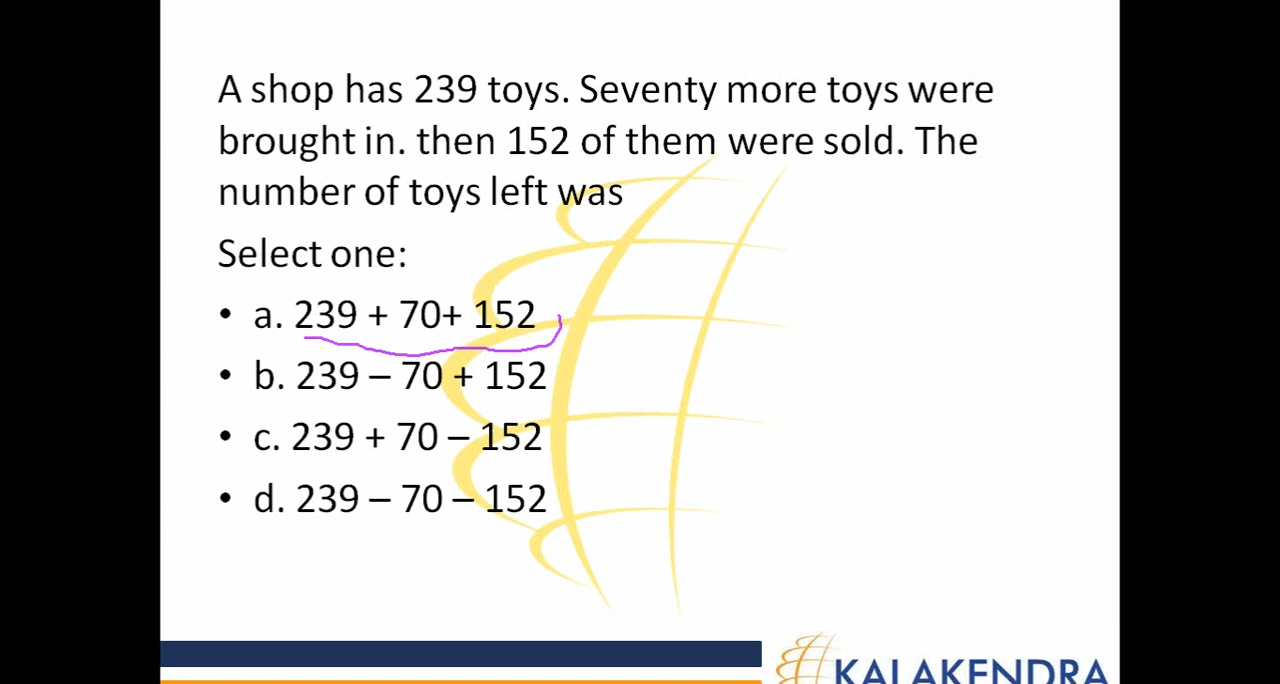 A shop has 239 toys. Seventy more toys were
brought in. then 152 of them were sold. The
number of toys left was
Select one:
• a. 239 + 70+ 152
• b. 239 – 70 + 152
• c. 239 + 70 – 152
• d. 239 – 70 – 152
KALAKENDRA